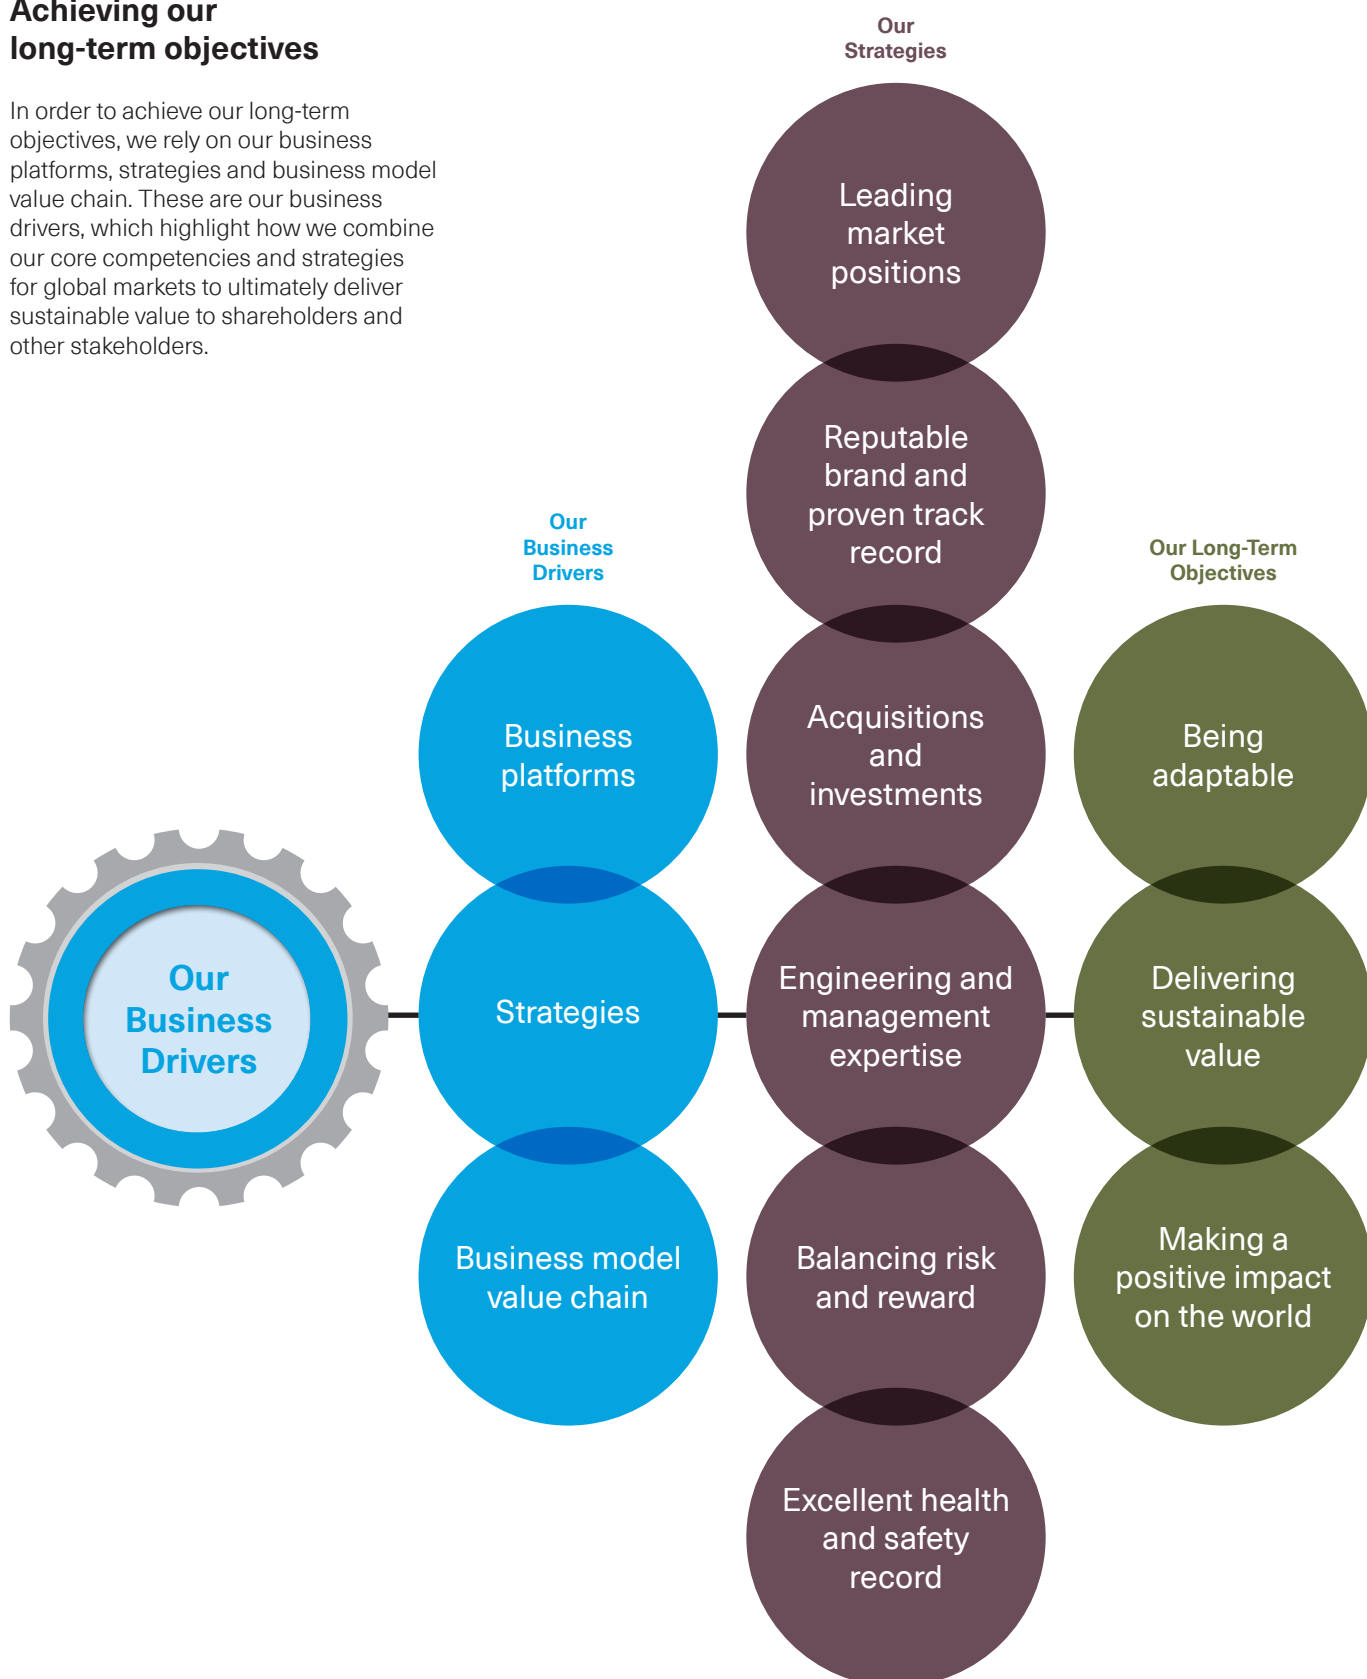 Achieving our
long-term objectives
In order to achieve our long-term
objectives, we rely on our business
platforms, strategies and business model
value chain. These are our business
drivers, which highlight how we combine
our core competencies and strategies
for global markets to ultimately deliver
sustainable value to shareholders and
other stakeholders.
Our
Business
Drivers
Our
Business
Drivers
Business
platforms
Strategies
Business model
value chain
Our
Strategies
Leading
market
positions
Reputable
brand and
proven track
record
Acquisitions
and
investments
Engineering and
management
expertise
Balancing risk
and reward
Excellent health
and safety
record
Our Long-Term
Objectives
Being
adaptable
Delivering
sustainable
value
Making a
positive impact
on the world